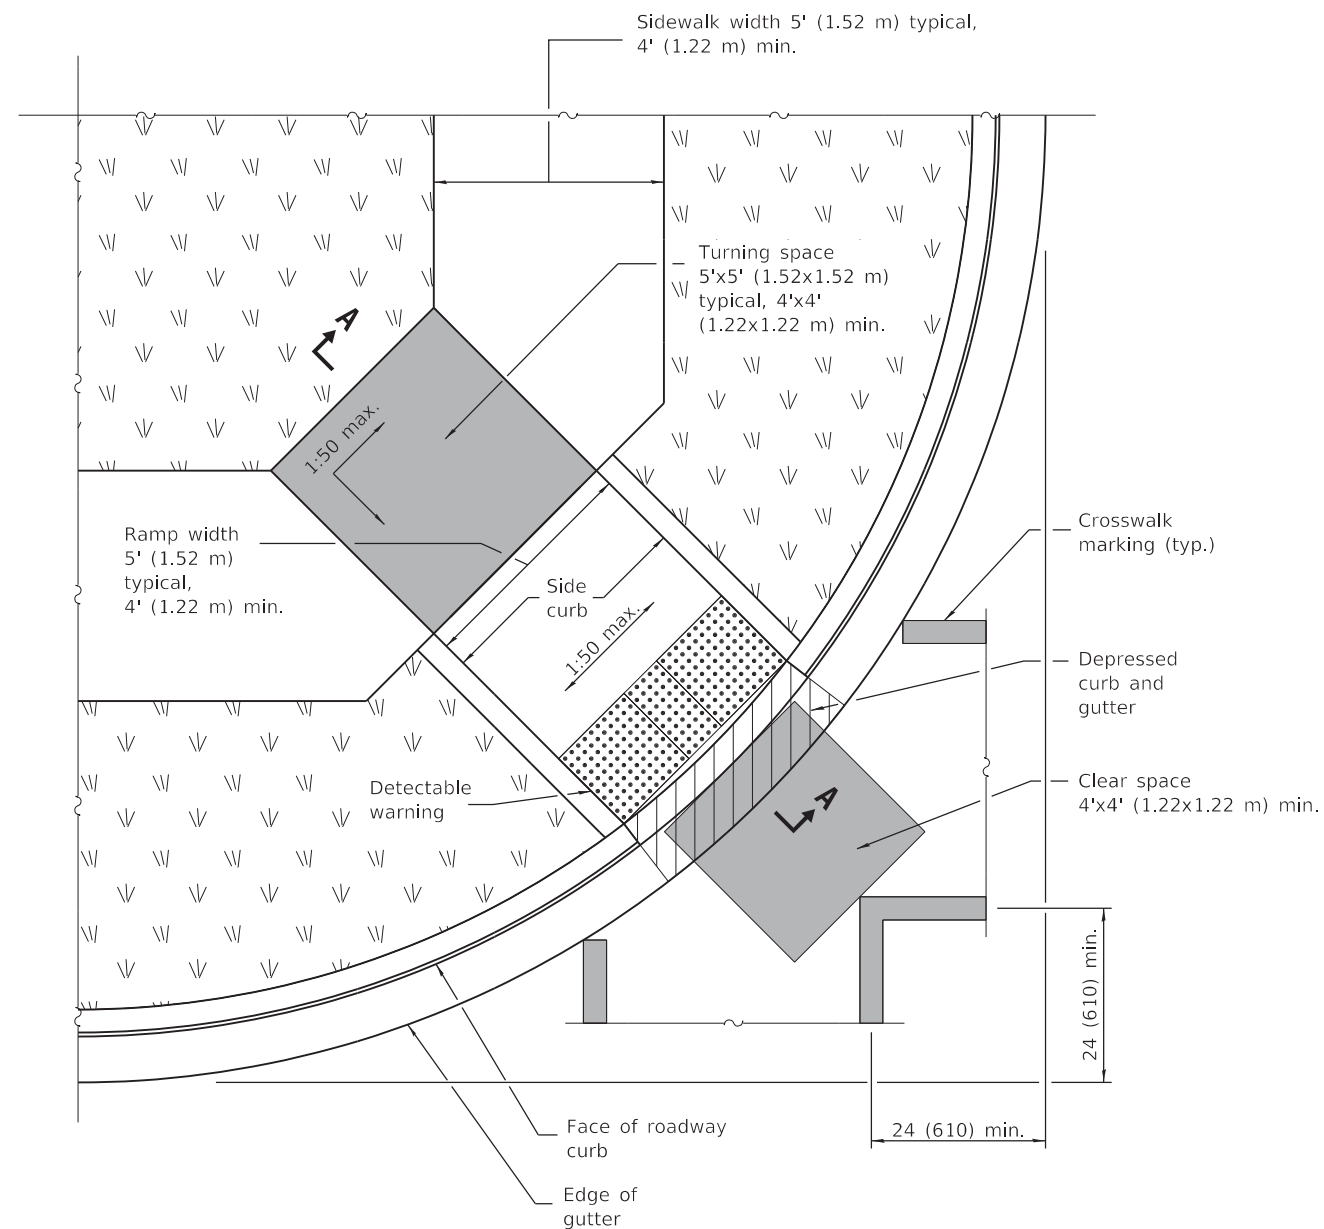 Sidewalk width 5' (1.52 m) typical,
4' (1.22 m) min.
Turning space
5'x5' (1.52x1.52 m)
typical, 4'x4'
(1.22x1.22 m) min.
A
1:50 max.
Ramp width
5' (1.52 m)
typical,
4' (1.22 m) min.
Side
curb
1:50 max.
Crosswalk
marking (typ.)
Depressed
curb and
gutter
Detectable
warning
Clear space
4'x4' (1.22x1.22 m) min.
A
24 (610) min.
24 (610) min.
Face of roadway
curb
Edge of
gutter